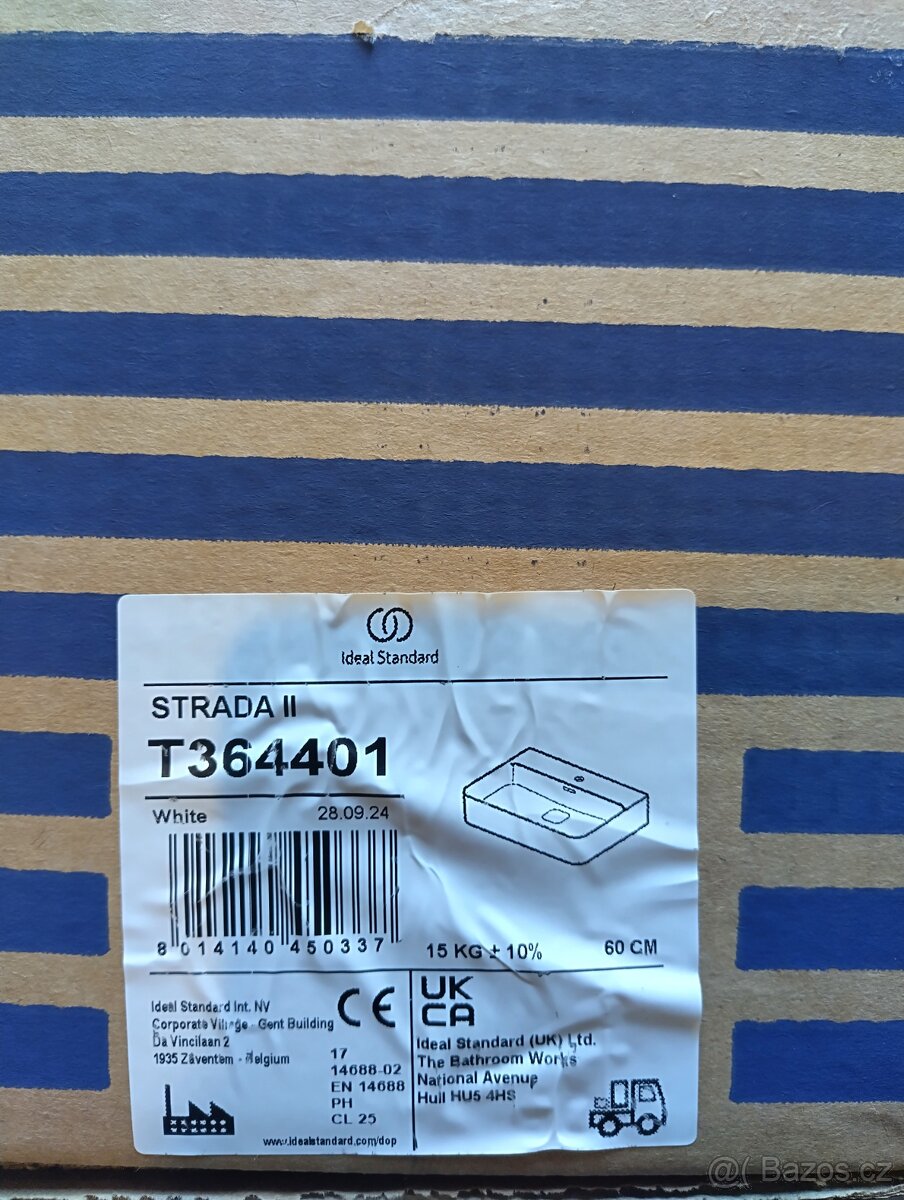 Ideal Standard
STRADA II
T364401
White 28.09.24
8 014140 450337
15 KG ± 10% 60 CM
Ideal Standard Int. NV
Corporate Village - Gent Building
Da Vincilaan 2
1935 Zaventem - Belgium
CE
17
14688-02
EN 14688
PH
CL 25
www.idealstandard.com/dop
UK
CA
Ideal Standard (UK) Ltd.
The Bathroom Works
National Avenue
Hull HU5 4HS
@( Bazos.cz